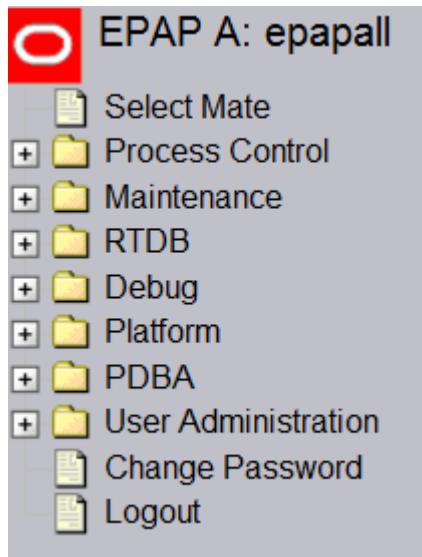 EPAP A: epapall
Select Mate
Process Control
Maintenance
RTDB
Debug
Platform
PDBA
User Administration
Change Password
Logout